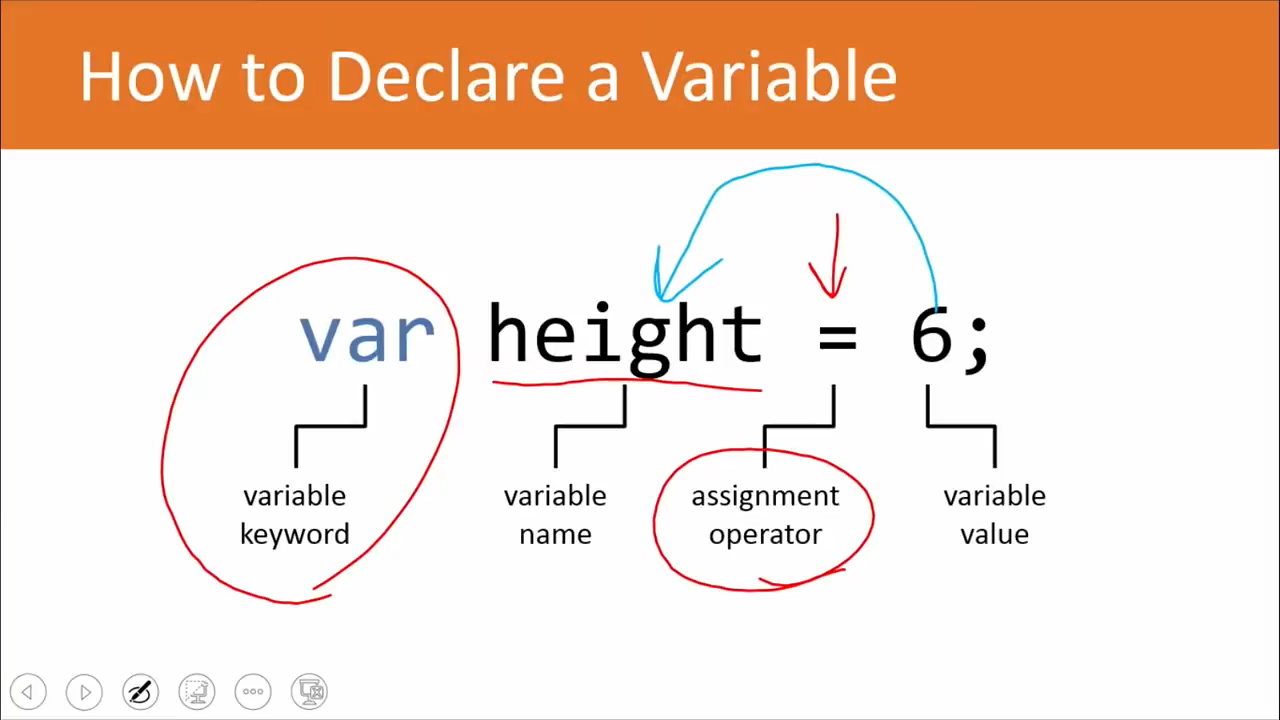 How to Declare a Variable
var height = 6;
variable keyword
variable name
assignment operator
variable value